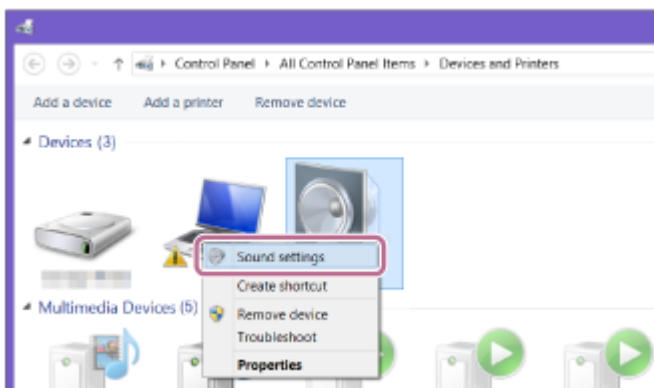 Control Panel All Control Panel Items Devices and Printers
Add a device Add a printer Remove device
Devices (3)
Sound settings
Create shortcut
Multimedia Devices (5)
Remove device
Troubleshoot
Properties